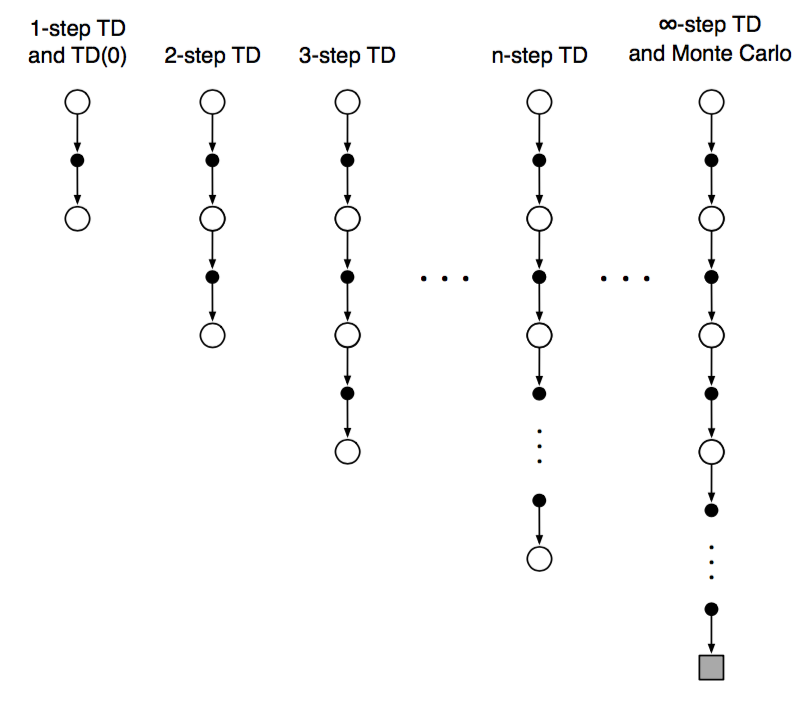 1-step TD
and TD(0)
2-step TD
3-step TD
n-step TD
∞-step TD
and Monte Carlo